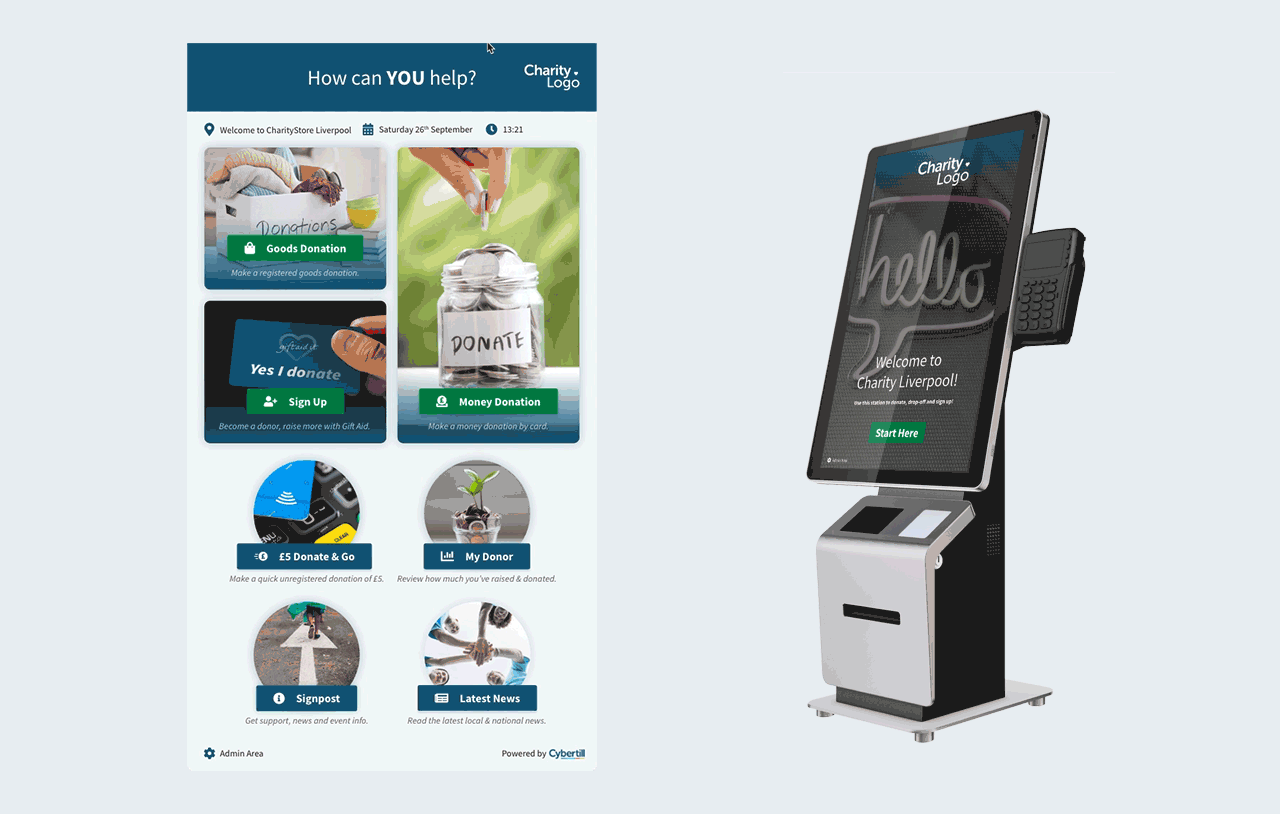 How can YOU help?
Charity
Logo
Welcome to CharityStore Liverpool
Saturday 26th September
13:21
Donations
Goods Donation
Make a registered goods donation.
gift aid it
Yes I donate
Sign Up
Become a donor, raise more with Gift Aid.
DONATE
Money Donation
Make a money donation by card.
CLEAR
£5 Donate & Go
Make a quick unregistered donation of £5.
My Donor
Review how much you've raised & donated.
Signpost
Get support, news and event info.
Latest News
Read the latest local & national news.
Admin Area
Powered by Cybertill
Charity
Logo
hello
Welcome to
Charity Liverpool!
Use this station to donate, drop-off and sign up!
Start Here
Admin Area